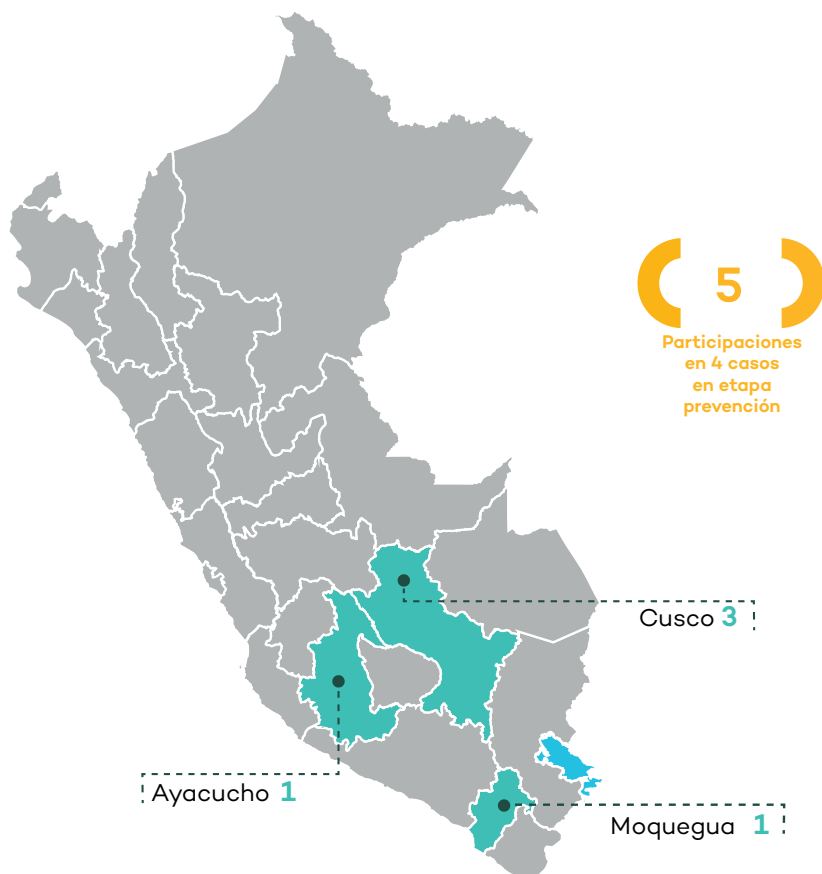 5
Participaciones
en 4 casos
en etapa
prevención
Cusco 3
Ayacucho 1
Moquegua 1